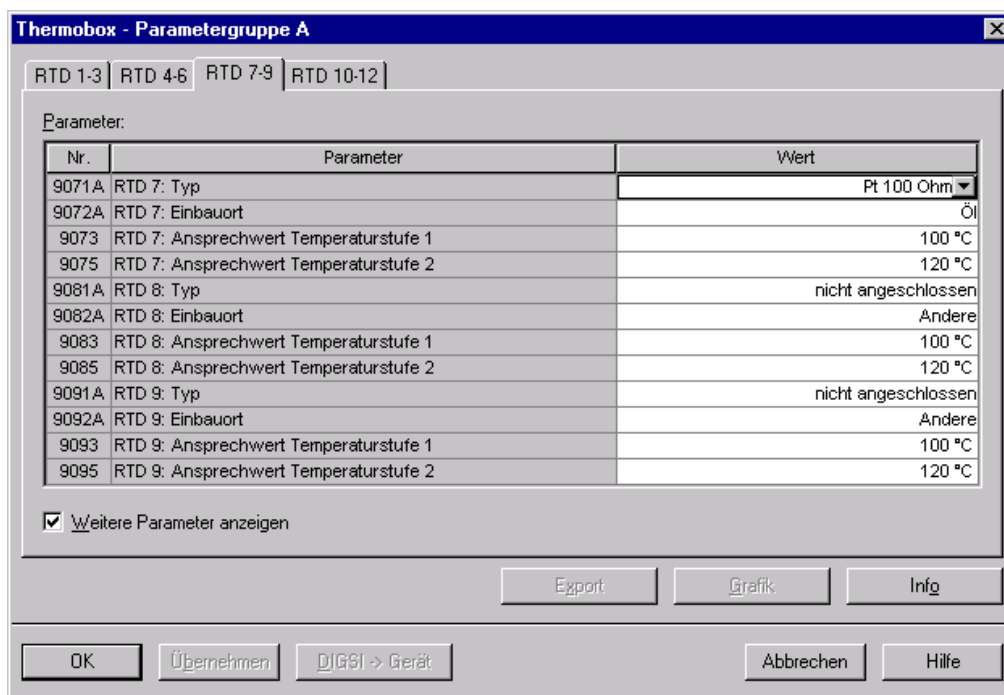 Thermobox - Parametergruppe A
RTD 1-3 RTD 4-6 RTD 7-9 RTD 10-12
Parameter:
Nr. Parameter Wert
9071A RTD 7: Typ Pt 100 Ohm
9072A RTD 7: Einbauort Öl
9073 RTD 7: Ansprechwert Temperaturstufe 1 100 °C
9075 RTD 7: Ansprechwert Temperaturstufe 2 120 °C
9081A RTD 8: Typ nicht angeschlossen
9082A RTD 8: Einbauort Andere
9083 RTD 8: Ansprechwert Temperaturstufe 1 100 °C
9085 RTD 8: Ansprechwert Temperaturstufe 2 120 °C
9091A RTD 9: Typ nicht angeschlossen
9092A RTD 9: Einbauort Andere
9093 RTD 9: Ansprechwert Temperaturstufe 1 100 °C
9095 RTD 9: Ansprechwert Temperaturstufe 2 120 °C
Weitere Parameter anzeigen
Export Grafik Info
OK Übernehmen DIGSI -> Gerät Abbrechen Hilfe